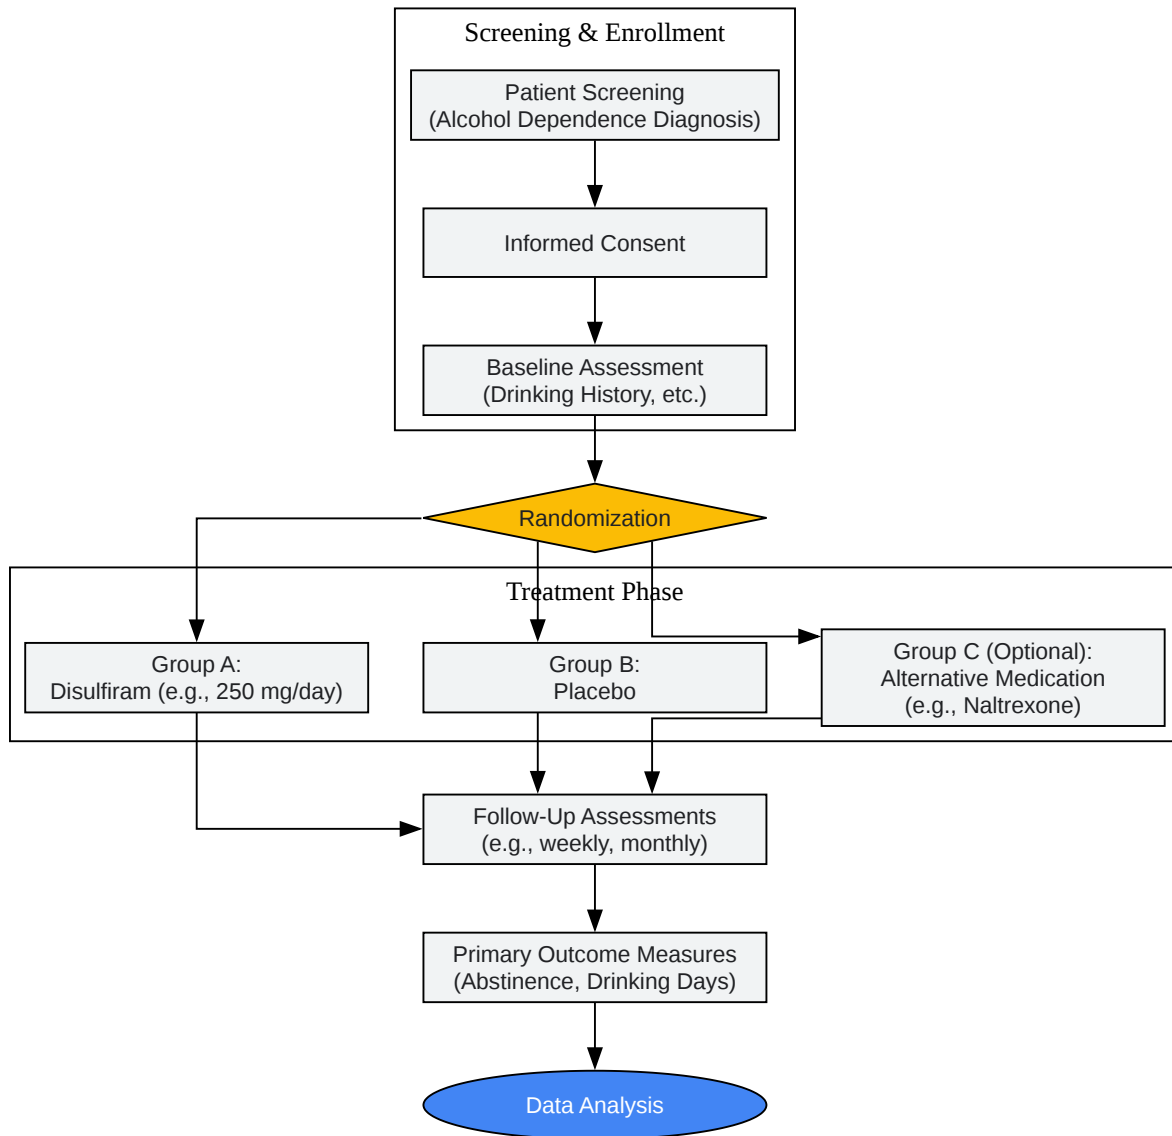 Screening & Enrollment
Patient Screening
(Alcohol Dependence Diagnosis)
Informed Consent
Baseline Assessment
(Drinking History, etc.)
Randomization
Treatment Phase
Group A:
Disulfiram (e.g., 250 mg/day)
Group B:
Placebo
Group C (Optional):
Alternative Medication
(e.g., Naltrexone)
Follow-Up Assessments
(e.g., weekly, monthly)
Primary Outcome Measures
(Abstinence, Drinking Days)
Data Analysis